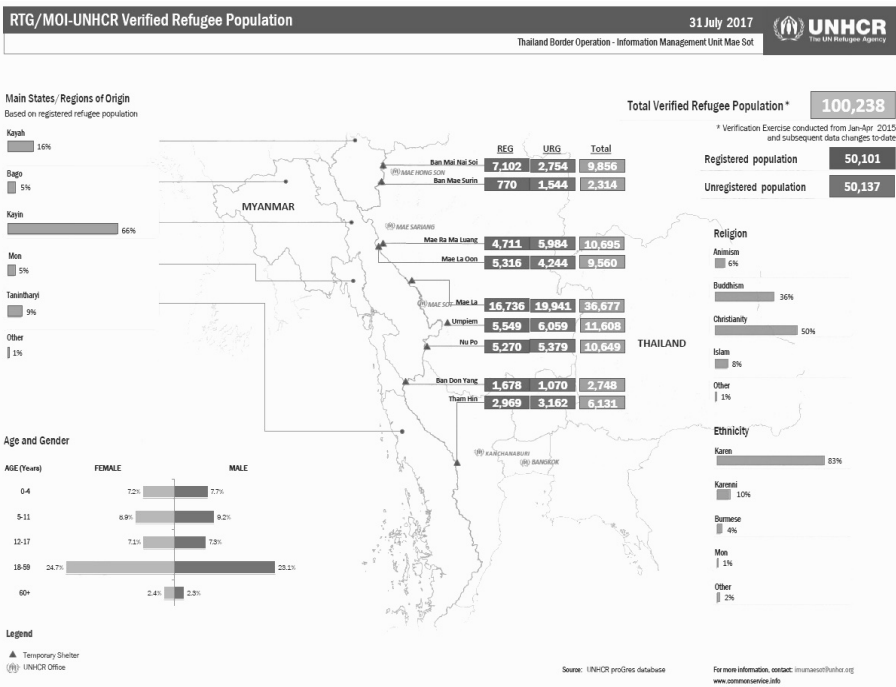 RTG/MOI-UNHCR Verified Refugee Population
31 July 2017
UNHCR
The UN Refugee Agency
Thailand Border Operation - Information Management Unit Mae Sot
Main States/Regions of Origin
Based on registered refugee population
Kayah
16%
Bago
5%
Kayin
66%
Mon
5%
Tanintharyi
9%
Other
1%
Total Verified Refugee Population*
100,238
* Verification Exercise conducted from Jan-Apr 2015
and subsequent data changes to-date
Registered population 50,101
Unregistered population 50,137
REG URG Total
Ban Mai Nai Soi 7,102 2,754 9,856
MAE HONG SON
Ban Mae Surin 770 1,544 2,314
MYANMAR
MAE SARIANG
Mae Ra Ma Luang 4,711 5,984 10,695
Mae La Oon 5,316 4,244 9,560
MAE SOT
Mae La 16,736 19,941 36,677
Umpiem 5,549 6,059 11,608
Nu Po 5,270 5,379 10,649
THAILAND
Ban Don Yang 1,678 1,070 2,748
Tham Hin 2,969 3,162 6,131
KANCHANABURI
BANGKOK
Religion
Animism
6%
Buddhism
36%
Christianity
50%
Islam
8%
Other
1%
Ethnicity
Karen
83%
Karenni
10%
Burmese
4%
Mon
1%
Other
2%
Age and Gender
AGE (Years) FEMALE MALE
0-4 7.2% 7.7%
5-11 8.9% 9.2%
12-17 7.1% 7.3%
18-59 24.7% 23.1%
60+ 2.4% 2.3%
Legend
Temporary Shelter
UNHCR Office
Source: UNHCR proGres database
For more information, contact: imumaesot@unhcr.org
www.commonservice.info